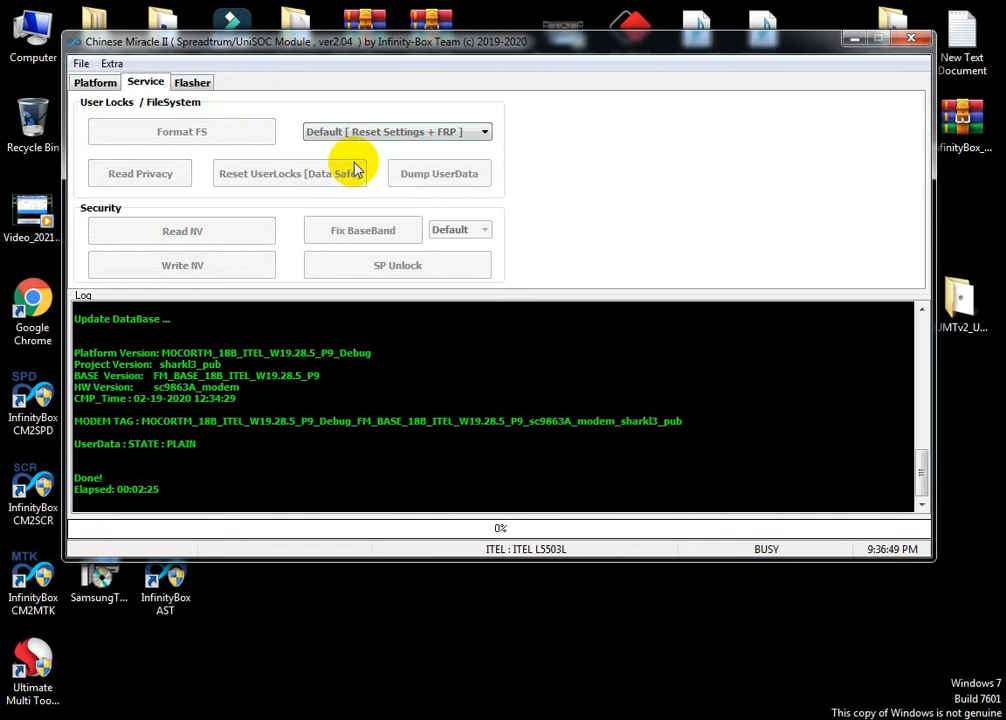 Chinese Miracle II ( Spreadtrum/UniSOC Module , ver2.04 ) by Infinity-Box Team (c) 2019-2020
File Extra
Platform Service Flasher
User Locks / FileSystem
Format FS
Default [ Reset Settings + FRP ]
Read Privacy
Reset UserLocks [Data Safe
Dump UserData
Security
Read NV
Fix BaseBand
Default
Write NV
SP Unlock
Log
Update DataBase ...
Platform Version: MOCORTM_18B_ITEL_W19.28.5_P9_Debug
Project Version: sharkl3_pub
BASE Version: FM_BASE_18B_ITEL_W19.28.5_P9
HW Version: sc9863A_modem
CMP_Time : 02-19-2020 12:34:29
MODEM TAG : MOCORTM_18B_ITEL_W19.28.5_P9_Debug_FM_BASE_18B_ITEL_W19.28.5_P9_sc9863A_modem_sharkl3_pub
UserData : STATE : PLAIN
Done!
Elapsed: 00:02:25
0%
ITEL : ITEL L5503L
BUSY
9:36:49 PM
Computer
Recycle Bin
Video_2021...
Google
Chrome
SPD
InfinityBox
CM2SPD
SCR
InfinityBox
CM2SCR
MTK
InfinityBox
CM2MTK
SamsungT...
InfinityBox
AST
Ultimate
Multi Too...
New Text
Document
nfinityBox_...
JMTv2_U...
Windows 7
Build 7601
This copy of Windows is not genuine